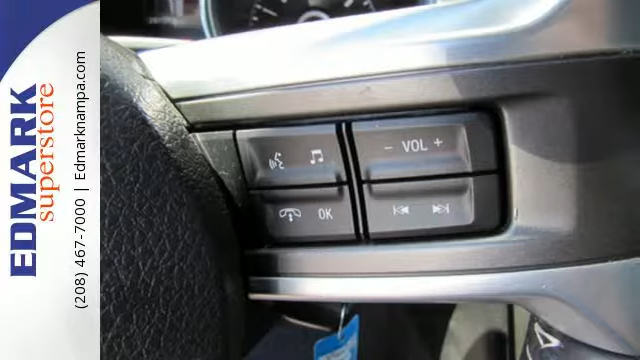 EDMARK
superstore
(208) 467-7000 | Edmarknampa.com
− VOL +
OK